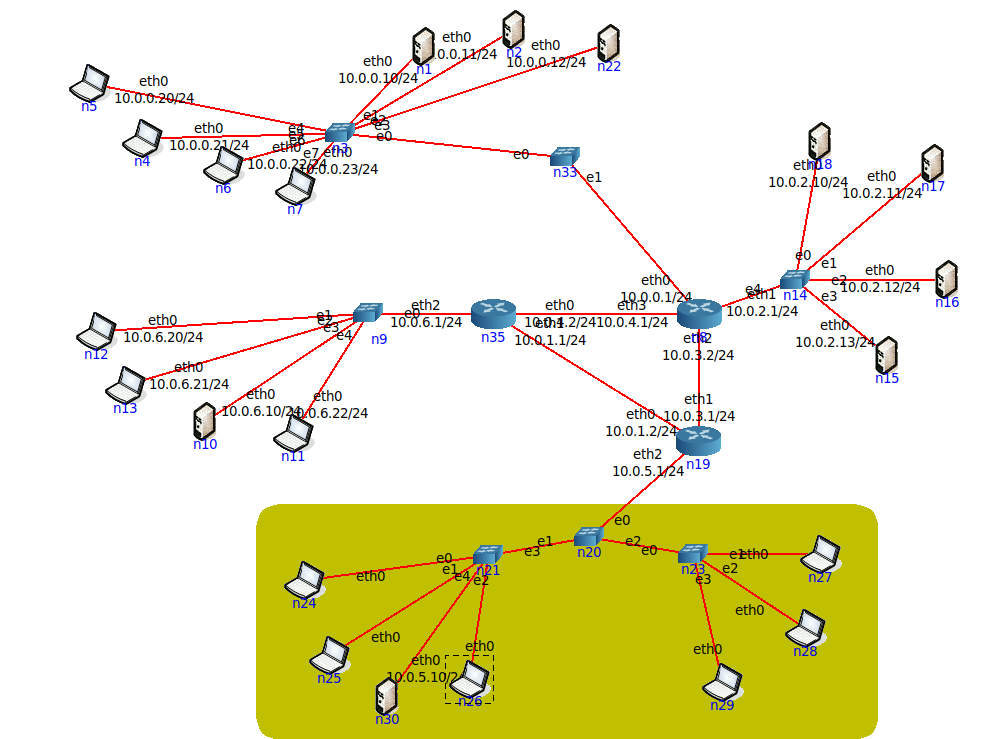 eth0
n1
10.0.0.10/24
eth0
n2
0.0.0.11/24
eth0
10.0.0.12/24
n22
eth0
10.0.0.20/24
n5
eth0
10.0.0.21/24
n4
eth0
10.0.0.22/24
n6
e7
eth0
0.0.0.23/24
n7
e1
e2
e3
e0
e4
n3
e0
n33
e1
eth0
n18
10.0.2.10/24
eth0
10.0.2.11/24
n17
e0
e1
e2
eth0
10.0.2.12/24
n16
e3
eth0
10.0.2.13/24
n15
n14
e4
eth1
10.0.2.1/24
eth0
10.0.0.1/24
eth3
10.0.4.1/24
n8
eth2
10.0.3.2/24
eth2
10.0.6.1/24
e0
n35
eth0
10.0.4.2/24
eth1
10.0.1.1/24
n9
e1
e3
e4
eth0
10.0.6.20/24
n12
eth0
10.0.6.21/24
n13
eth0
10.0.6.10/24
n10
eth0
10.0.6.22/24
n11
eth1
10.0.3.1/24
eth0
10.0.1.2/24
n19
eth2
10.0.5.1/24
e0
n20
e1
e3
e2
e0
n21
e0
e1
e4
e2
n23
e1
eth0
e2
e3
n27
eth0
n24
eth0
n25
eth0
10.0.5.10/24
n30
eth0
n26
eth0
n28
eth0
n29